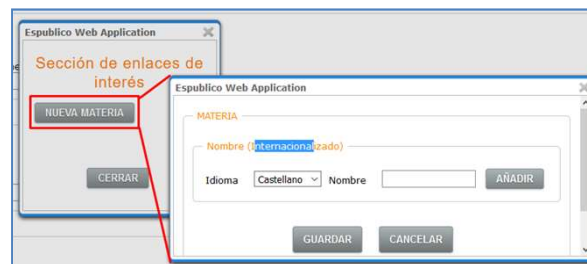 Espublico Web Application
Sección de enlaces de
interés
NUEVA MATERIA
CERRAR
Espublico Web Application
MATERIA
Nombre (Internacionalizado)
Idioma Castellano Nombre AÑADIR
GUARDAR CANCELAR